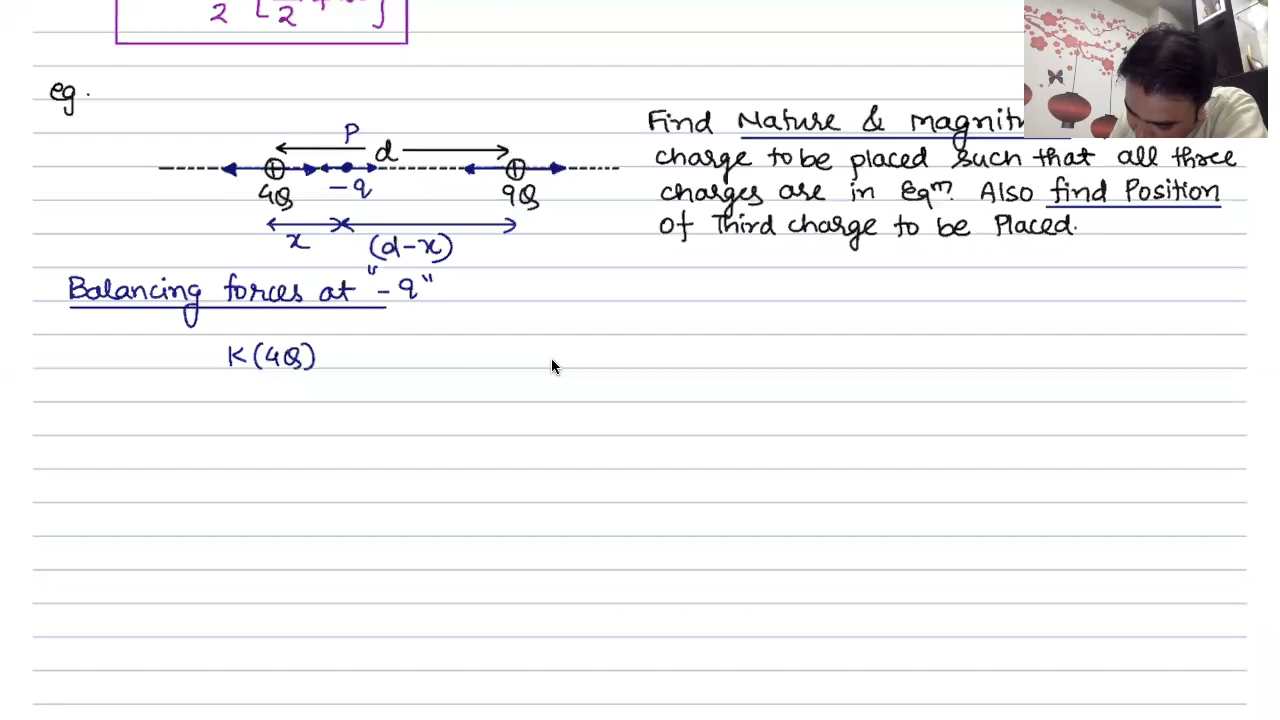 eg.
P
d
4Q
-q
9Q
x
(d-x)
Find Nature & magnit
charge to be placed such that all three
charges are in Eqm. Also find Position
of Third charge to be Placed.
Balancing forces at "-q"
K(4Q)